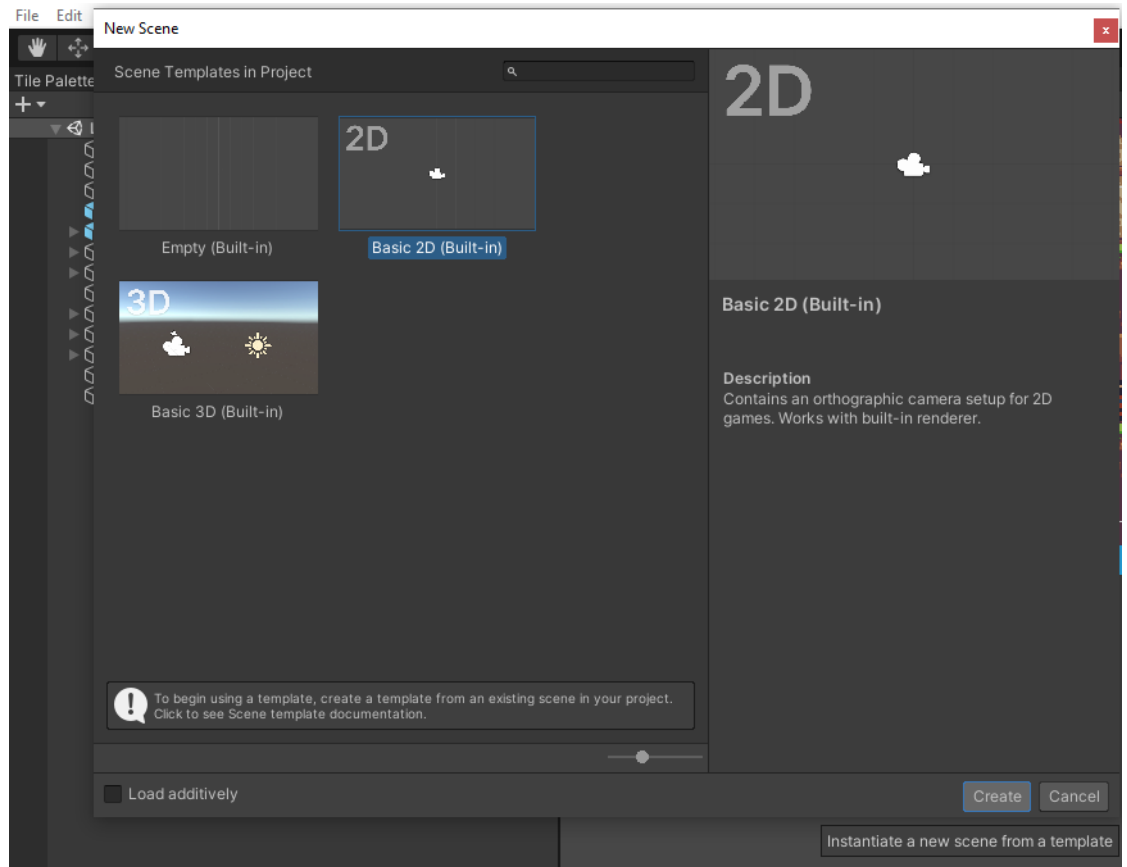 File Edit
New Scene
x
Tile Palette
Scene Templates in Project
2D
2D
Empty (Built-in)
Basic 2D (Built-in)
3D
Basic 3D (Built-in)
Basic 2D (Built-in)
Description
Contains an orthographic camera setup for 2D
games. Works with built-in renderer.
To begin using a template, create a template from an existing scene in your project.
Click to see Scene template documentation.
Load additively
Create Cancel
Instantiate a new scene from a template